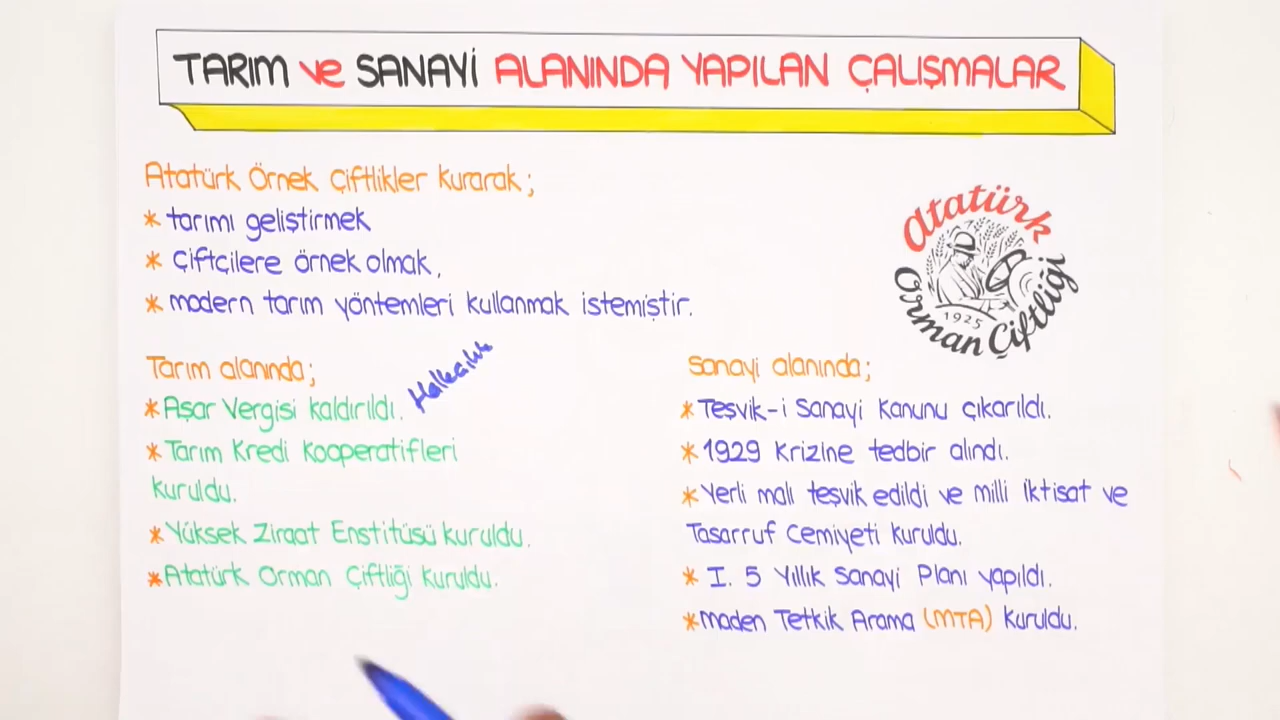 TARIM ve SANAYİ ALANINDA YAPILAN ÇALIŞMALAR
Atatürk Örnek Çiftlikler Kurarak;
* tarımı geliştirmek
* Çiftçilere örnek olmak,
* modern tarım yöntemleri kullanmak istemiştir.
Atatürk
Orman Çiftliği
1925
Tarım alanında;
* Aşar Vergisi kaldırıldı. Halkçılık
* Tarım Kredi Kooperatifleri
kuruldu.
* Yüksek Ziraat Enstitüsü kuruldu.
* Atatürk Orman Çiftliği Kuruldu.
Sanayi alanında;
* Teşvik-i Sanayi Kanunu çıkarıldı.
* 1929 Krizine tedbir alındı.
* Yerli malı teşvik edildi ve milli iktisat ve
Tasarruf Cemiyeti kuruldu.
* I. 5 Yıllık Sanayi Planı yapıldı.
* Maden Tetkik Arama (MTA) kuruldu.